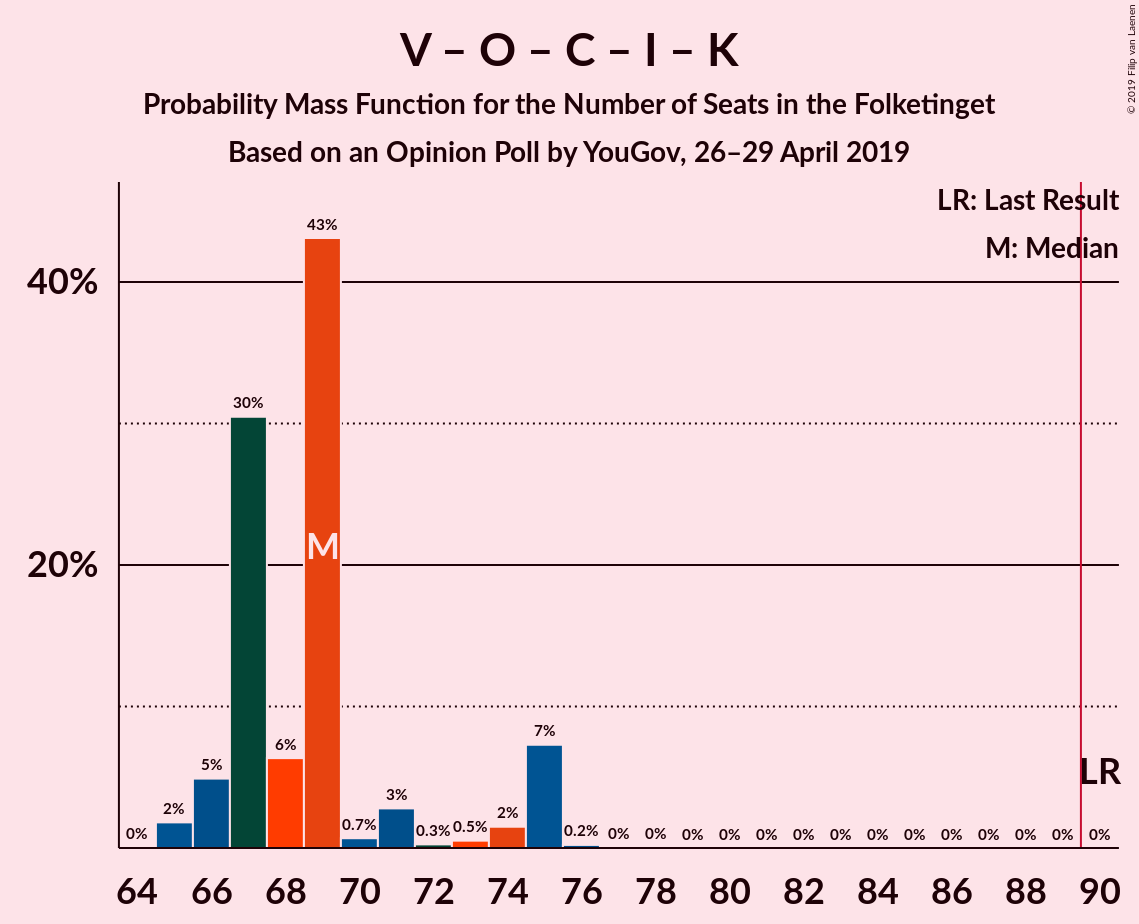 V – O – C – I – K
Probability Mass Function for the Number of Seats in the Folketinget
Based on an Opinion Poll by YouGov, 26–29 April 2019
© 2019 Filip van Laenen
LR: Last Result
M: Median
40%
20%
0% 2% 5% 30% 6% 43% 0.7% 3% 0.3% 0.5% 2% 7% 0.2% 0% 0% 0% 0% 0% 0% 0% 0% 0% 0% 0% 0% 0% 0%
M
LR
64 66 68 70 72 74 76 78 80 82 84 86 88 90